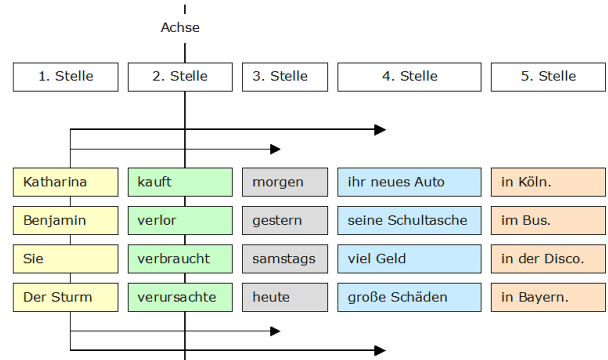 Achse
1. Stelle 2. Stelle 3. Stelle 4. Stelle 5. Stelle
Katharina kauft morgen ihr neues Auto in Köln.
Benjamin verlor gestern seine Schultasche im Bus.
Sie verbraucht samstags viel Geld in der Disco.
Der Sturm verursachte heute große Schäden in Bayern.